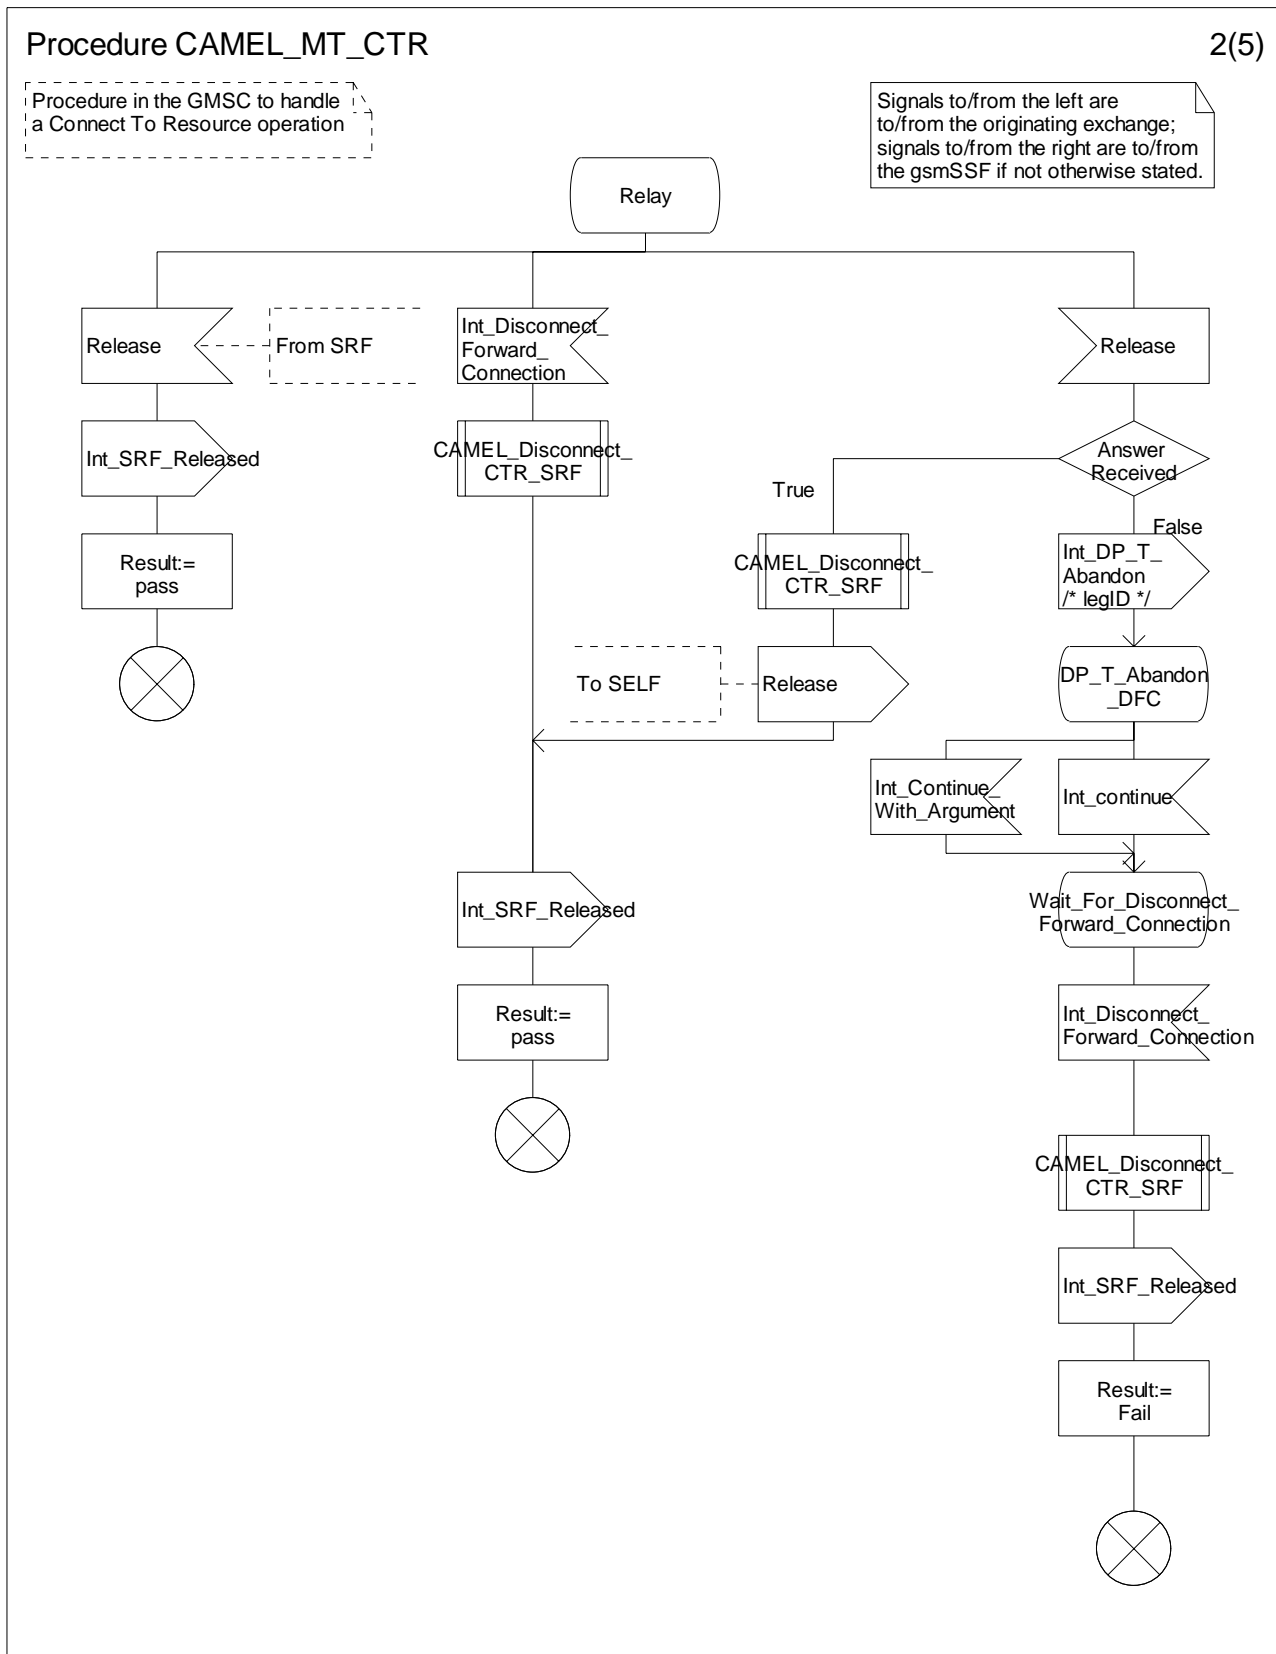 Procedure CAMEL_MT_CTR
2(5)
Procedure in the GMSC to handle
a Connect To Resource operation
Signals to/from the left are
to/from the originating exchange;
signals to/from the right are to/from
the gsmSSF if not otherwise stated.
Relay
Release
From SRF
Int_Disconnect_
Forward_
Connection
Release
Int_SRF_Released
CAMEL_Disconnect_
CTR_SRF
Answer
Received
True
False
Result:=
pass
CAMEL_Disconnect_
CTR_SRF
Int_DP_T_
Abandon
/* legID */
To SELF
Release
DP_T_Abandon
_DFC
Int_Continue_
With_Argument
Int_continue
Int_SRF_Released
Wait_For_Disconnect_
Forward_Connection
Result:=
pass
Int_Disconnect_
Forward_Connection
CAMEL_Disconnect_
CTR_SRF
Int_SRF_Released
Result:=
Fail